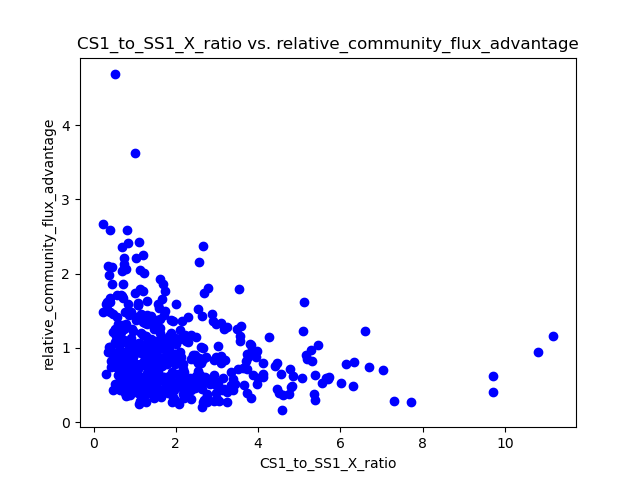 CS1_to_SS1_X_ratio vs. relative_community_flux_advantage
relative_community_flux_advantage
4
3
2
1
0
0 2 4 6 8 10
CS1_to_SS1_X_ratio